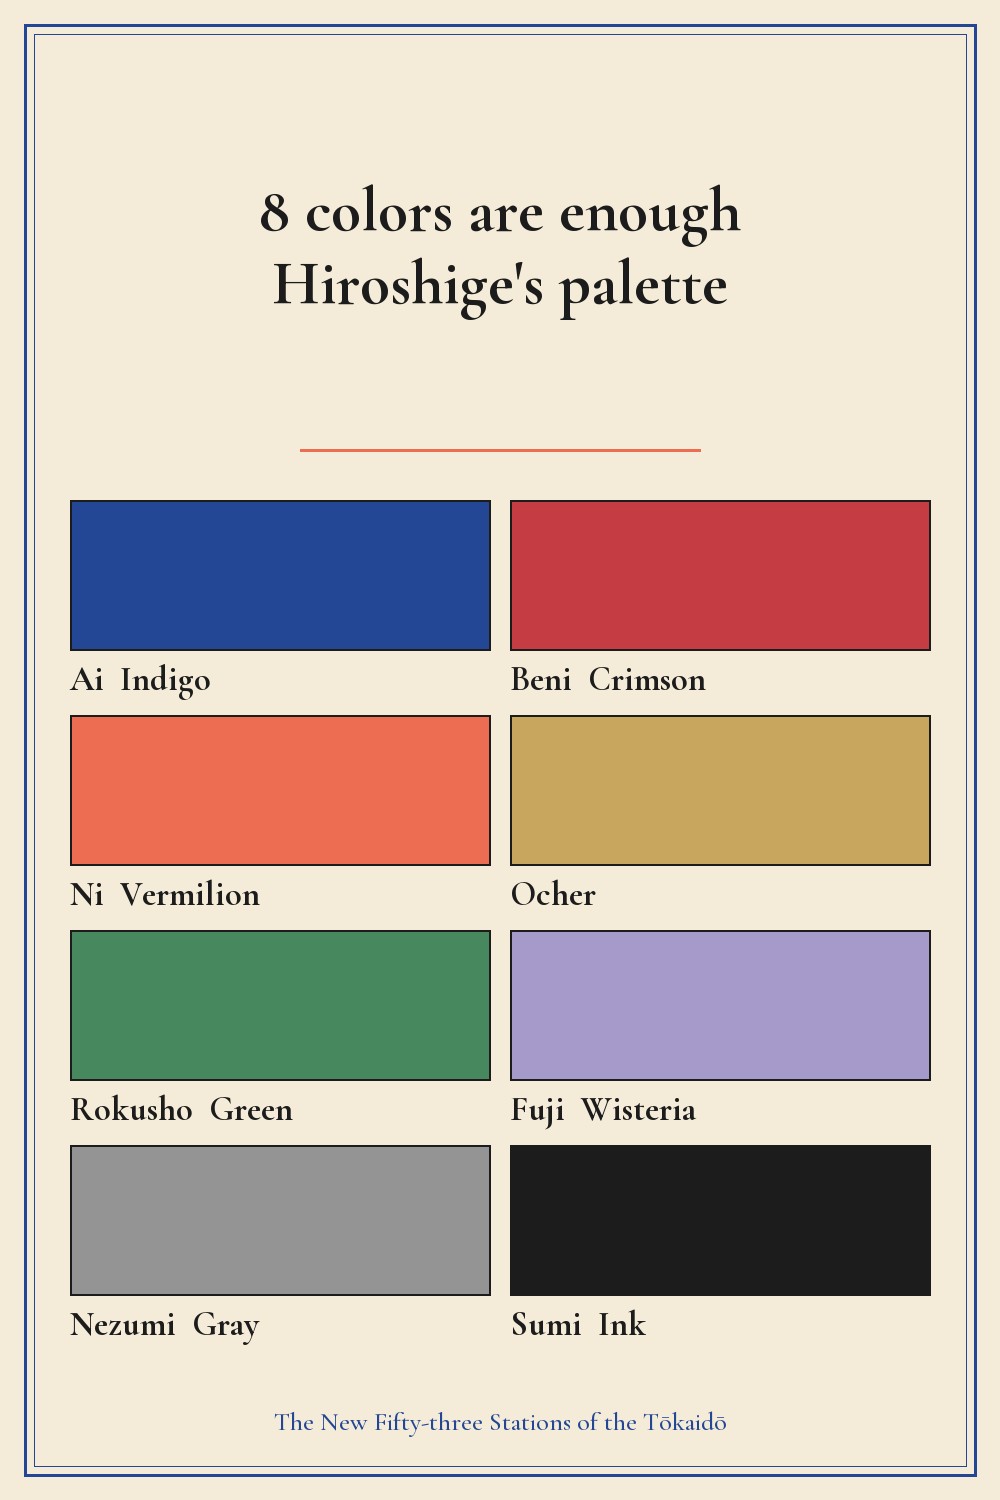 8 colors are enough
Hiroshige's palette
Ai Indigo
Beni Crimson
Ni Vermilion
Ocher
Rokusho Green
Fuji Wisteria
Nezumi Gray
Sumi Ink
The New Fifty-three Stations of the Tōkaidō